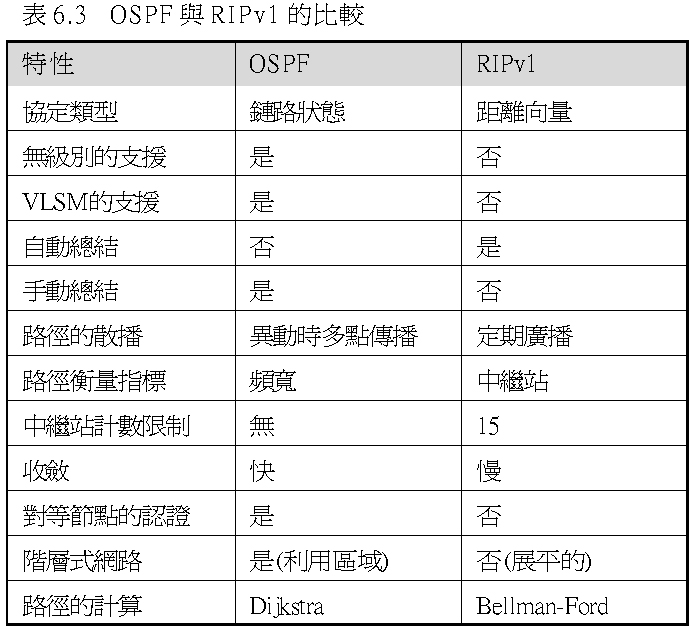 表 6.3 OSPF 與 RIPv1 的比較
特性 OSPF RIPv1
協定類型 鏈路狀態 距離向量
無級別的支援 是 否
VLSM的支援 是 否
自動總結 否 是
手動總結 是 否
路徑的散播 異動時多點傳播 定期廣播
路徑衡量指標 頻寬 中繼站
中繼站計數限制 無 15
收斂 快 慢
對等節點的認證 是 否
階層式網路 是(利用區域) 否(展平的)
路徑的計算 Dijkstra Bellman-Ford